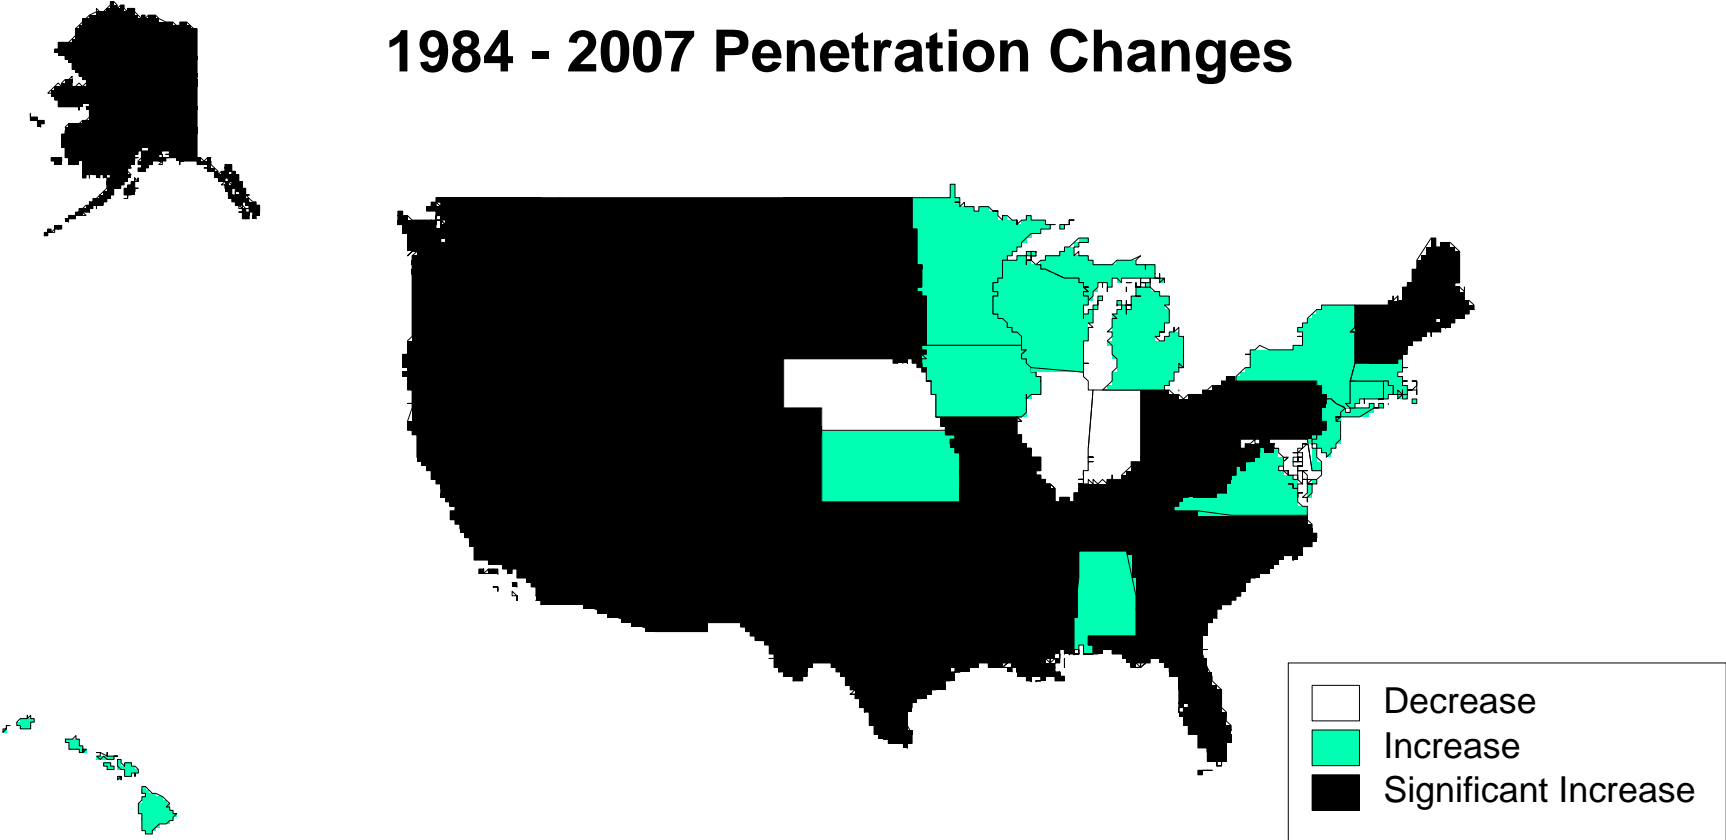 1984 - 2007 Penetration Changes
Decrease
Increase
Significant Increase